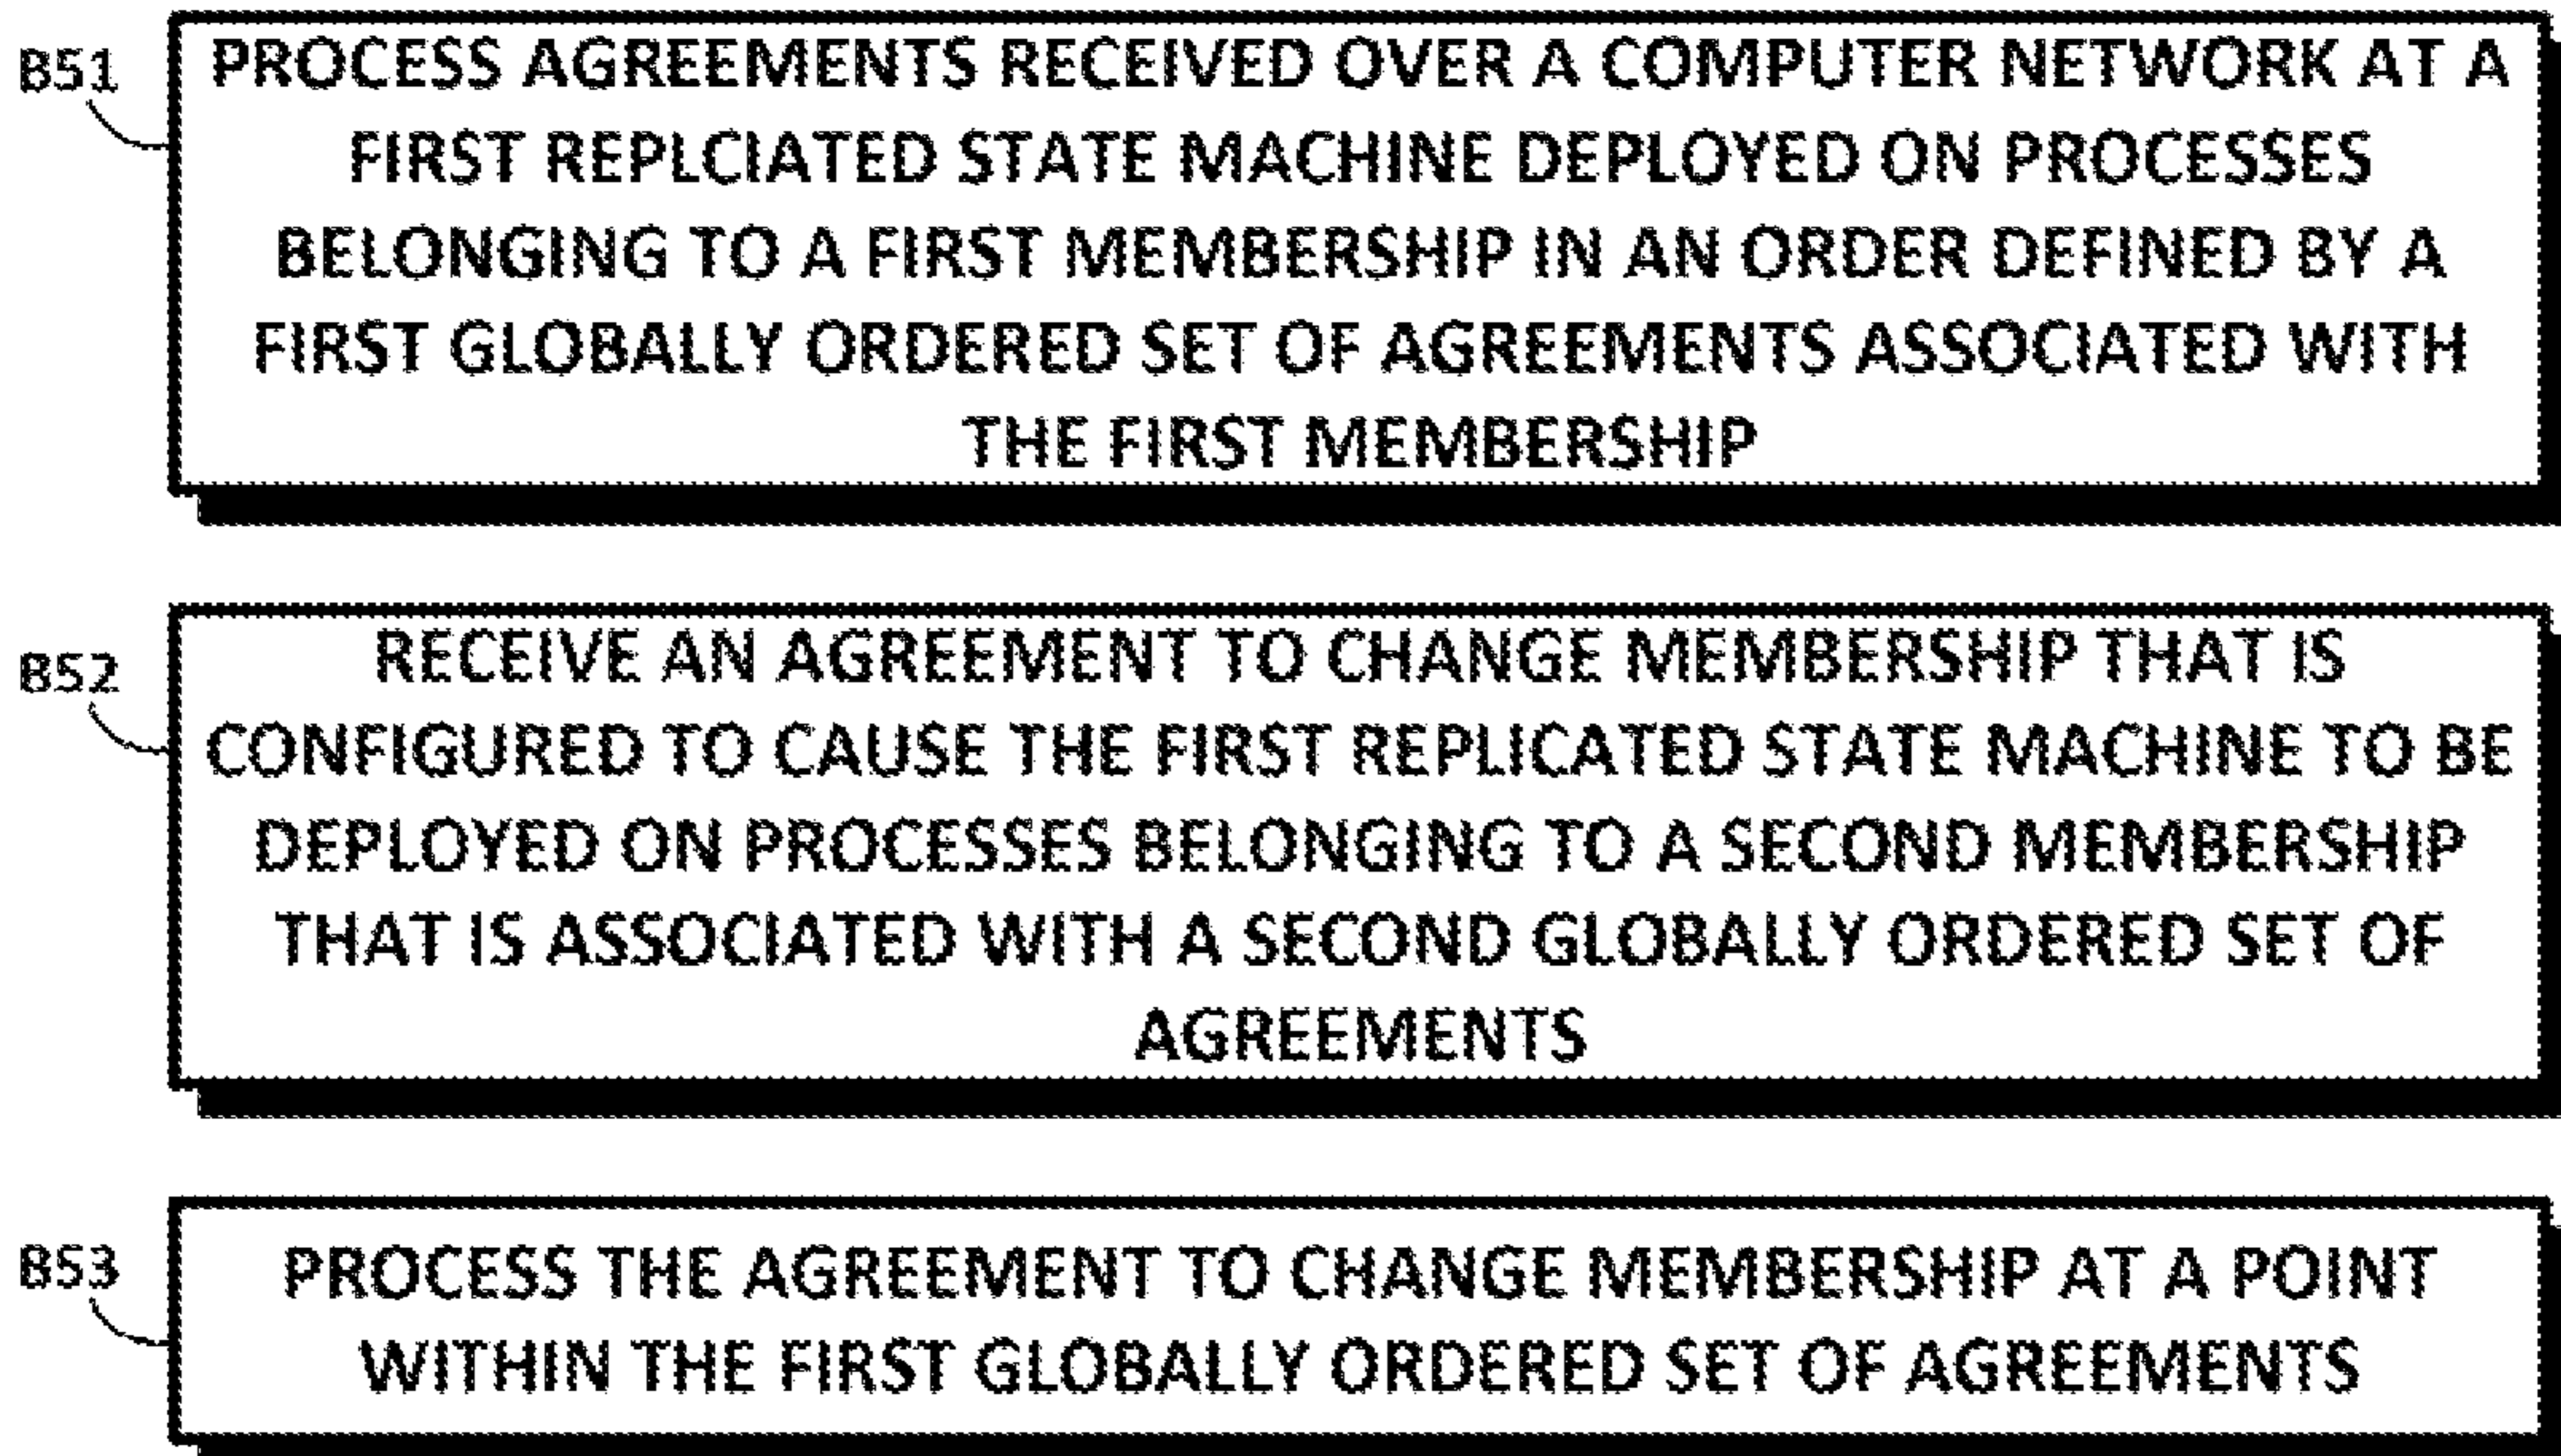 B51
PROCESS AGREEMENTS RECEIVED OVER A COMPUTER NETWORK AT A
FIRST REPLCIATED STATE MACHINE DEPLOYED ON PROCESSES
BELONGING TO A FIRST MEMBERSHIP IN AN ORDER DEFINED BY A
FIRST GLOBALLY ORDERED SET OF AGREEMENTS ASSOCIATED WITH
THE FIRST MEMBERSHIP
B52
RECEIVE AN AGREEMENT TO CHANGE MEMBERSHIP THAT IS
CONFIGURED TO CAUSE THE FIRST REPLICATED STATE MACHINE TO BE
DEPLOYED ON PROCESSES BELONGING TO A SECOND MEMBERSHIP
THAT IS ASSOCIATED WITH A SECOND GLOBALLY ORDERED SET OF
AGREEMENTS
B53
PROCESS THE AGREEMENT TO CHANGE MEMBERSHIP AT A POINT
WITHIN THE FIRST GLOBALLY ORDERED SET OF AGREEMENTS